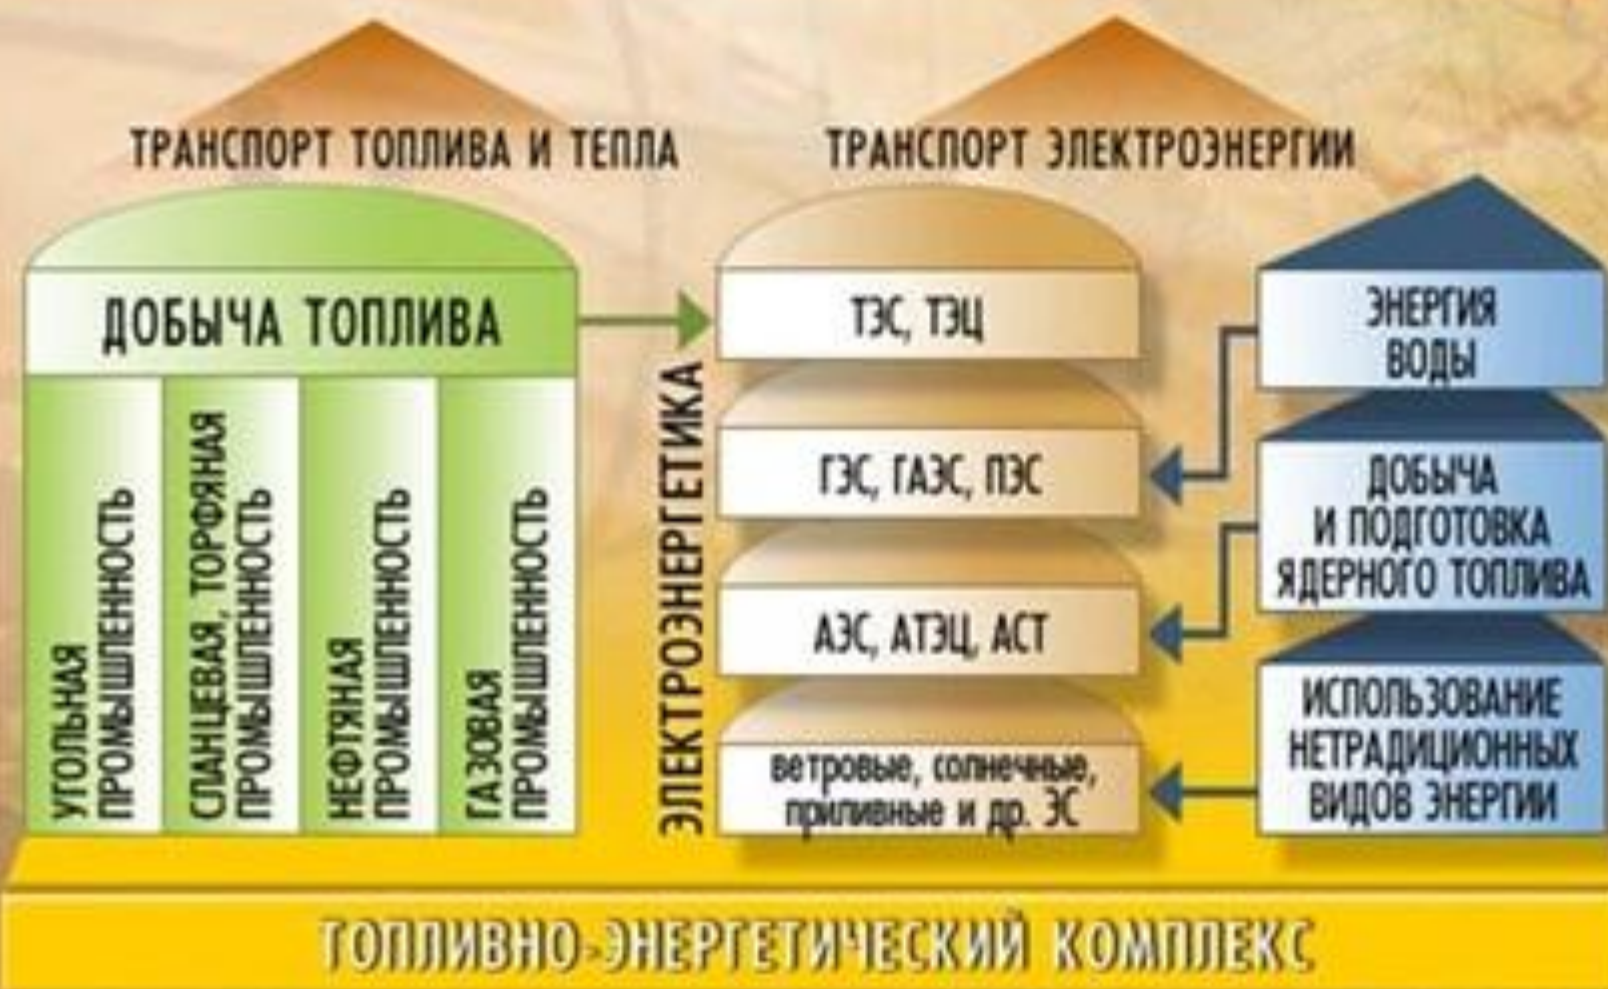 ТРАНСПОРТ ТОПЛИВА И ТЕПЛА
ТРАНСПОРТ ЭЛЕКТРОЭНЕРГИИ
ДОБЫЧА ТОПЛИВА
УГОЛЬНАЯ
ПРОМЫШЛЕННОСТЬ
СЛАНЦЕВАЯ, ТОРФЯНАЯ
ПРОМЫШЛЕННОСТЬ
НЕФТЯНАЯ
ПРОМЫШЛЕННОСТЬ
ГАЗОВАЯ
ПРОМЫШЛЕННОСТЬ
ЭЛЕКТРОЭНЕРГЕТИКА
ТЭС, ТЭЦ
ГЭС, ГАЭС, ПЭС
АЭС, АТЭЦ, АСТ
ветровые, солнечные,
приливные и др. ЭС
ЭНЕРГИЯ
ВОДЫ
ДОБЫЧА
И ПОДГОТОВКА
ЯДЕРНОГО ТОПЛИВА
ИСПОЛЬЗОВАНИЕ
НЕТРАДИЦИОННЫХ
ВИДОВ ЭНЕРГИИ
ТОПЛИВНО-ЭНЕРГЕТИЧЕСКИЙ КОМПЛЕКС